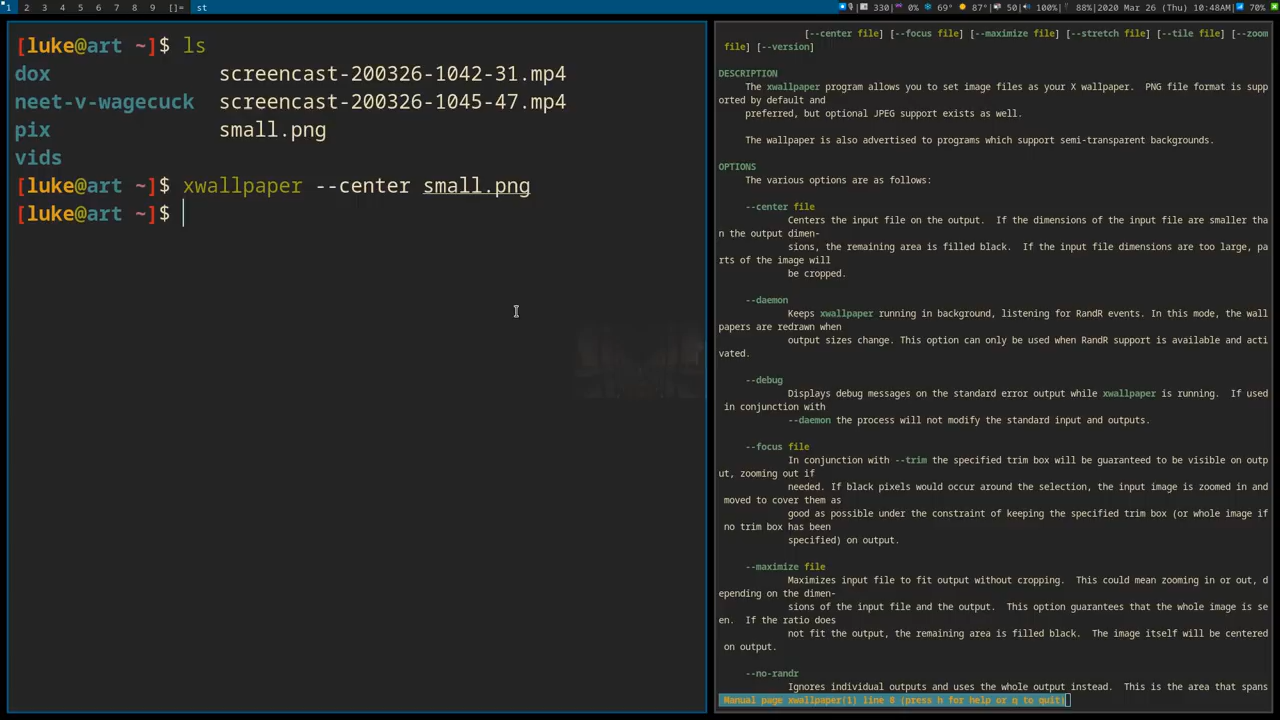 1 2 3 4 5 6 7 8 9 []= st 330| 0% 69° 87°| 50| 100%| 88%|2020 Mar 26 (Thu) 10:48AM| 70%
[luke@art ~]$ ls
dox screencast-200326-1042-31.mp4
neet-v-wagecuck screencast-200326-1045-47.mp4
pix small.png
vids
[luke@art ~]$ xwallpaper --center small.png
[luke@art ~]$
[--center file] [--focus file] [--maximize file] [--stretch file] [--tile file] [--zoom
file] [--version]
DESCRIPTION
The xwallpaper program allows you to set image files as your X wallpaper. PNG file format is supp
orted by default and
preferred, but optional JPEG support exists as well.
The wallpaper is also advertised to programs which support semi-transparent backgrounds.
OPTIONS
The various options are as follows:
--center file
Centers the input file on the output. If the dimensions of the input file are smaller tha
n the output dimen-
sions, the remaining area is filled black. If the input file dimensions are too large, pa
rts of the image will
be cropped.
--daemon
Keeps xwallpaper running in background, listening for RandR events. In this mode, the wall
papers are redrawn when
output sizes change. This option can only be used when RandR support is available and acti
vated.
--debug
Displays debug messages on the standard error output while xwallpaper is running. If used
in conjunction with
--daemon the process will not modify the standard input and outputs.
--focus file
In conjunction with --trim the specified trim box will be guaranteed to be visible on outp
ut, zooming out if
needed. If black pixels would occur around the selection, the input image is zoomed in and
moved to cover them as
good as possible under the constraint of keeping the specified trim box (or whole image if
no trim box has been
specified) on output.
--maximize file
Maximizes input file to fit output without cropping. This could mean zooming in or out, d
epending on the dimen-
sions of the input file and the output. This option guarantees that the whole image is se
en. If the ratio does
not fit the output, the remaining area is filled black. The image itself will be centered
on output.
--no-randr
Ignores individual outputs and uses the whole output instead. This is the area that spans
Manual page xwallpaper(1) line 8 (press h for help or q to quit)